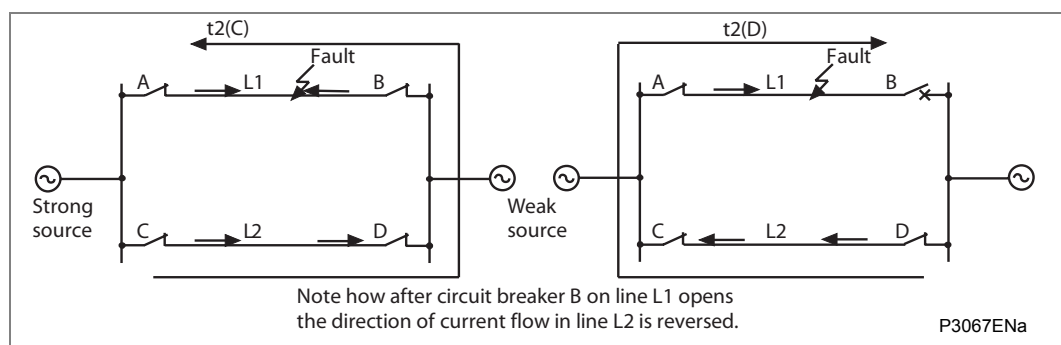 t2(C)
t2(D)
Fault
Fault
A
L1
B
A
L1
B
Strong
source
Weak
source
C
L2
D
C
L2
D
Note how after circuit breaker B on line L1 opens
the direction of current flow in line L2 is reversed.
P3067ENa